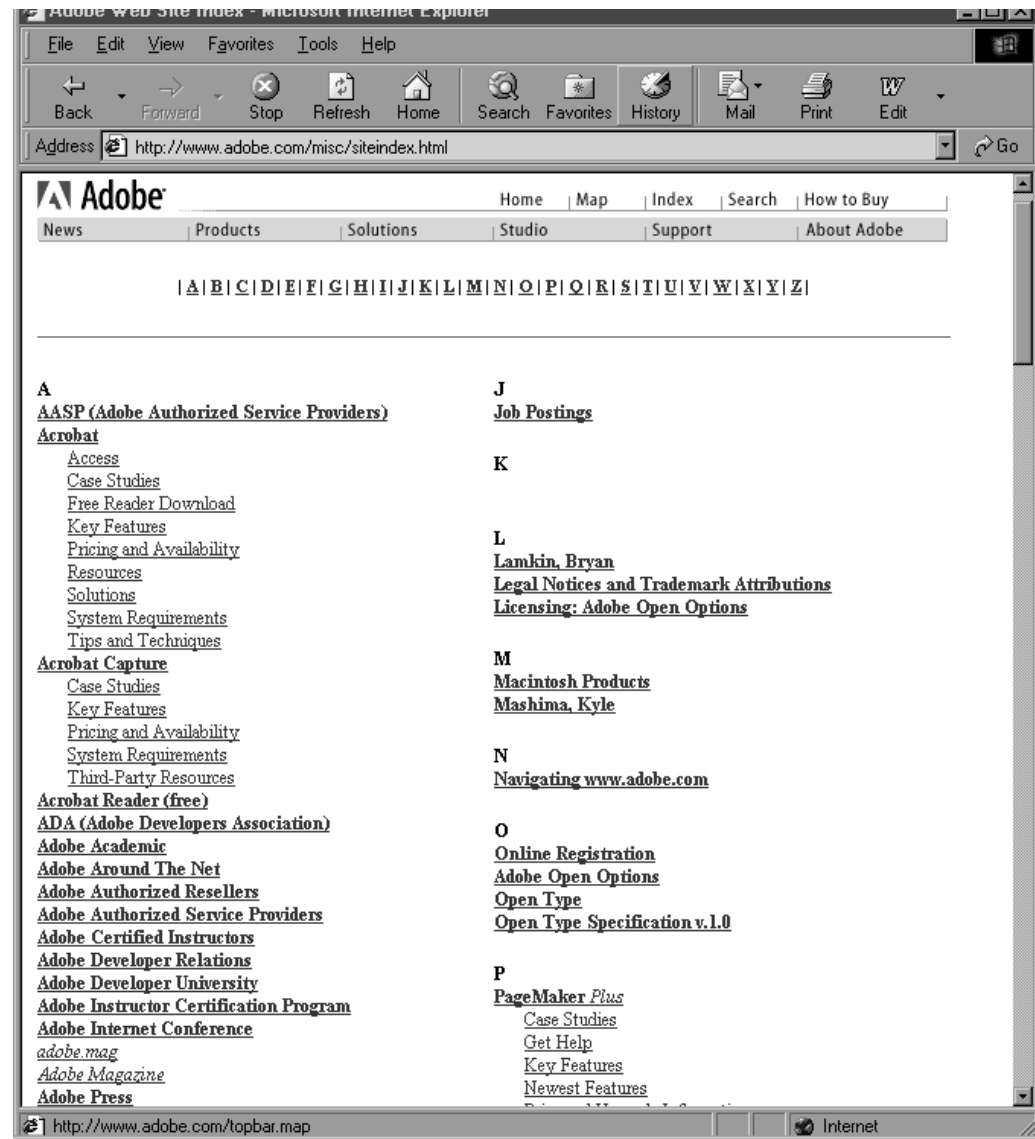 Adobe Web Site Index - Microsoft Internet Explorer
File Edit View Favorites Tools Help
Back Forward Stop Refresh Home Search Favorites History Mail Print Edit
Address http://www.adobe.com/misc/siteindex.html Go
Adobe
Home | Map | Index | Search | How to Buy |
News | Products | Solutions | Studio | Support | About Adobe
| A | B | C | D | E | F | G | H | I | J | K | L | M | N | O | P | Q | R | S | T | U | V | W | X | Y | Z |
A
AASP (Adobe Authorized Service Providers)
Acrobat
Access
Case Studies
Free Reader Download
Key Features
Pricing and Availability
Resources
Solutions
System Requirements
Tips and Techniques
Acrobat Capture
Case Studies
Key Features
Pricing and Availability
System Requirements
Third-Party Resources
Acrobat Reader (free)
ADA (Adobe Developers Association)
Adobe Academic
Adobe Around The Net
Adobe Authorized Resellers
Adobe Authorized Service Providers
Adobe Certified Instructors
Adobe Developer Relations
Adobe Developer University
Adobe Instructor Certification Program
Adobe Internet Conference
adobe.mag
Adobe Magazine
Adobe Press
J
Job Postings
K
L
Lamkin, Bryan
Legal Notices and Trademark Attributions
Licensing: Adobe Open Options
M
Macintosh Products
Mashima, Kyle
N
Navigating www.adobe.com
O
Online Registration
Adobe Open Options
Open Type
Open Type Specification v.1.0
P
PageMaker Plus
Case Studies
Get Help
Key Features
Newest Features
http://www.adobe.com/topbar.map
Internet